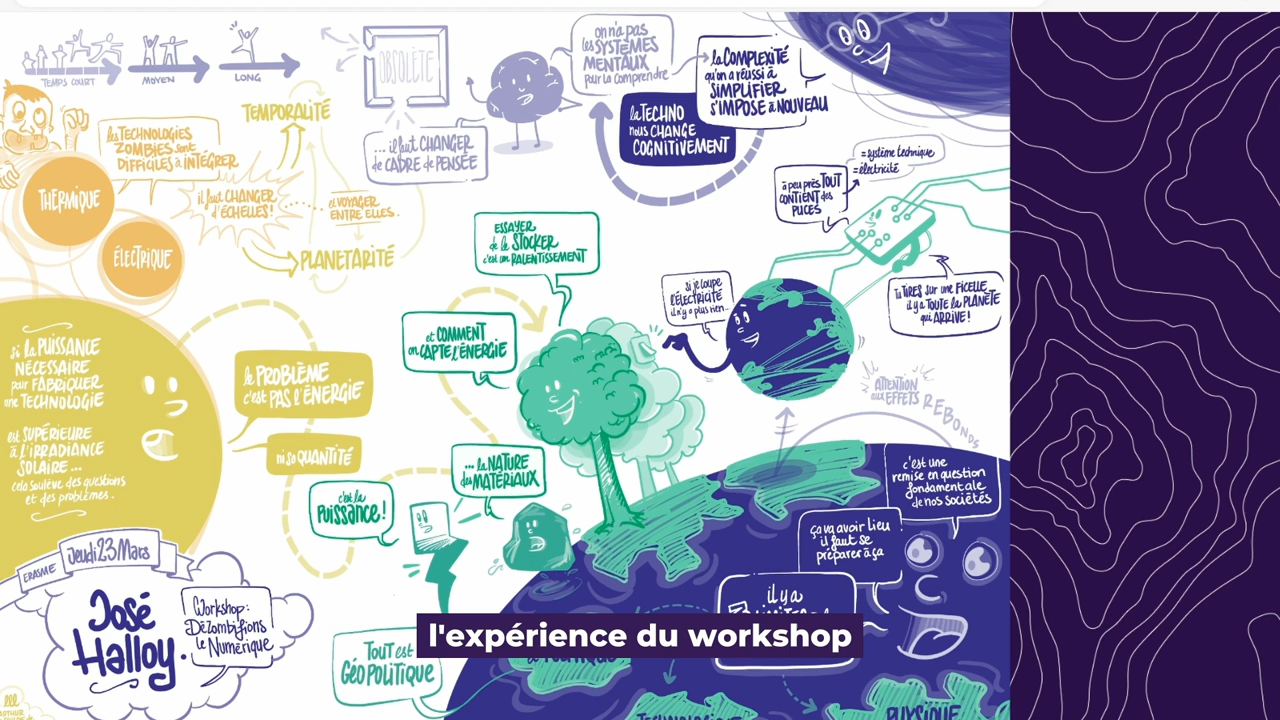 TEMPS COURT
MOYEN
LONG
OBSOLÈTE
on n'a pas
les SYSTÈMES
MENTAUX
pour la comprendre
la COMPLEXITÉ
qu'on a réussi à
SIMPLIFIER
s'IMPOSE à NOUVEAU
la TECHNO
nous CHANGE
COGNITIVEMENT
TEMPORALITÉ
les TECHNOLOGIES
ZOMBIES sont
DIFFICILES à INTÉGRER
... il faut CHANGER
de CADRE de PENSÉE
= système technique
= électricité
à peu près TOUT
CONTIENT des
PUCES
THERMIQUE
il faut CHANGER
d'ÉCHELLES!
et VOYAGER
ENTRE ELLES.
ÉLECTRIQUE
PLANÉTARITÉ
ESSAYER
de le STOCKER
c'est un RALENTISSEMENT
si je loupe
l'ÉLECTRICITÉ
il n'y a plus rien...
Tu TIRES sur une FICELLE
il y a TOUTE la PLANÈTE
qui ARRIVE!
et COMMENT
on CAPTE l'ÉNERGIE
si la PUISSANCE
NÉCESSAIRE
pour FABRIQUER
une TECHNOLOGIE
est SUPÉRIEURE
à l'IRRADIANCE
SOLAIRE...
cela soulève des questions
et des problèmes.
le PROBLÈME
c'est PAS l'ÉNERGIE
ni sa QUANTITÉ
ATTENTION
aux EFFETS REBONDS
... la NATURE
des MATÉRIAUX
c'est la
PUISSANCE!
c'est une
remise en question
fondamentale
de nos sociétés
ça va avoir lieu
il faut se
préparer à ça
il y a
ERASME
Jeudi 23 Mars
José
Halloy.
Workshop:
Dézombifions
le Numérique
l'expérience du workshop
TOUT est
GÉOPOLITIQUE
PHYSIQUE